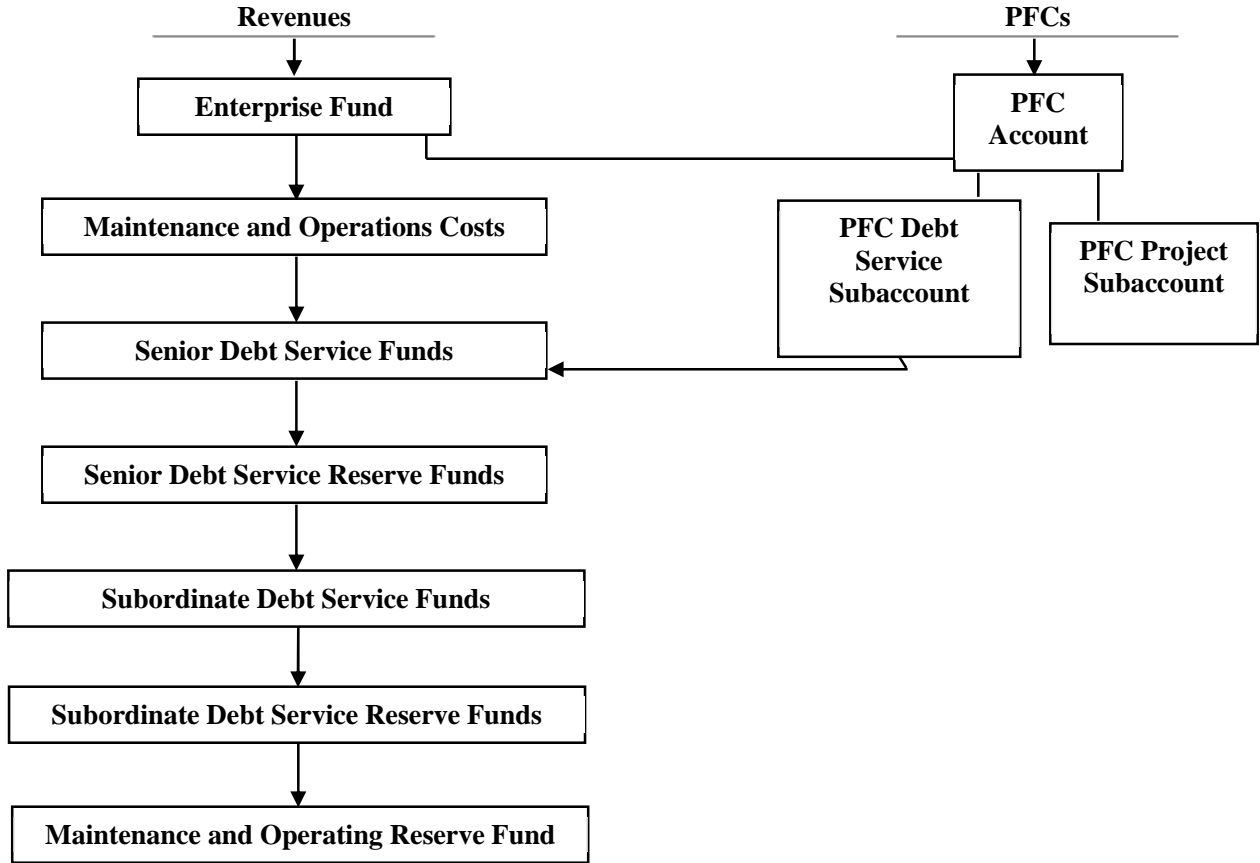 Revenues
PFCs
Enterprise Fund
PFC
Account
Maintenance and Operations Costs
PFC Debt
Service
Subaccount
PFC Project
Subaccount
Senior Debt Service Funds
Senior Debt Service Reserve Funds
Subordinate Debt Service Funds
Subordinate Debt Service Reserve Funds
Maintenance and Operating Reserve Fund